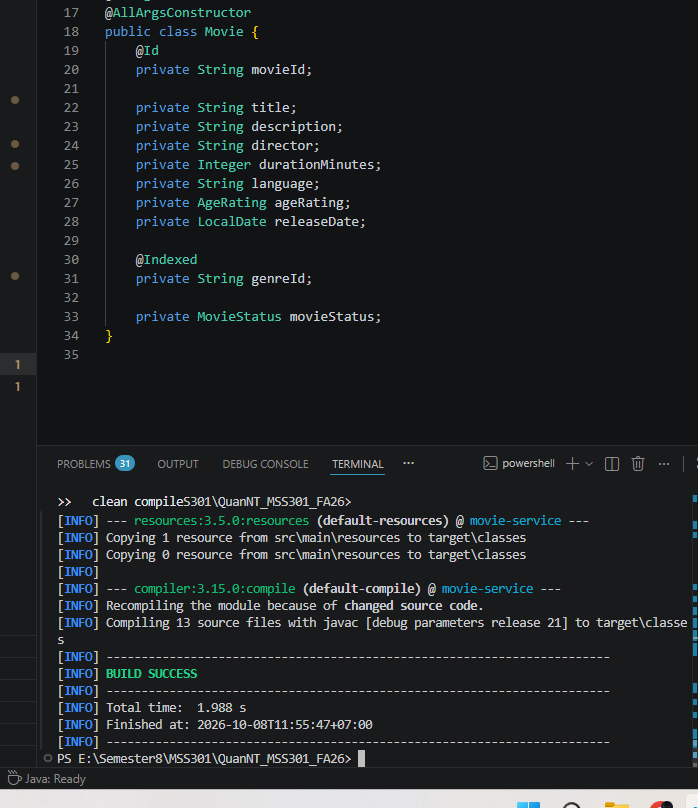 17 @AllArgsConstructor
18 public class Movie {
19 @Id
20 private String movieId;
21
22 private String title;
23 private String description;
24 private String director;
25 private Integer durationMinutes;
26 private String language;
27 private AgeRating ageRating;
28 private LocalDate releaseDate;
29
30 @Indexed
31 private String genreId;
32
33 private MovieStatus movieStatus;
34 }
35
1
1
PROBLEMS 31 OUTPUT DEBUG CONSOLE TERMINAL ··· powershell
>> clean compileS301\QuanNT_MSS301_FA26>
[INFO] --- resources:3.5.0:resources (default-resources) @ movie-service ---
[INFO] Copying 1 resource from src\main\resources to target\classes
[INFO] Copying 0 resource from src\main\resources to target\classes
[INFO]
[INFO] --- compiler:3.15.0:compile (default-compile) @ movie-service ---
[INFO] Recompiling the module because of changed source code.
[INFO] Compiling 13 source files with javac [debug parameters release 21] to target\classe
s
[INFO] ------------------------------------------------------------------------
[INFO] BUILD SUCCESS
[INFO] ------------------------------------------------------------------------
[INFO] Total time:  1.988 s
[INFO] Finished at: 2026-10-08T11:55:47+07:00
[INFO] ------------------------------------------------------------------------
PS E:\Semester8\MSS301\QuanNT_MSS301_FA26>
Java: Ready